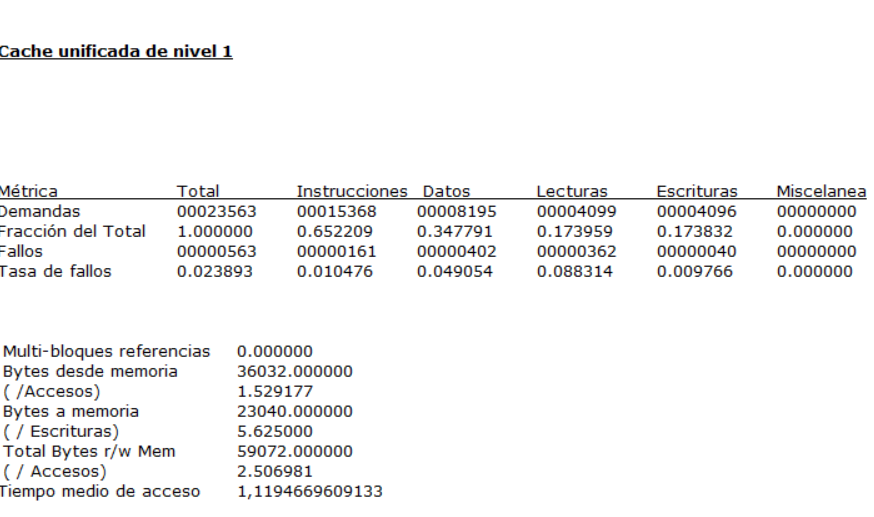 Cache unificada de nivel 1
Métrica Total Instrucciones Datos Lecturas Escrituras Miscelanea
Demandas 00023563 00015368 00008195 00004099 00004096 00000000
Fracción del Total 1.000000 0.652209 0.347791 0.173959 0.173832 0.000000
Fallos 00000563 00000161 00000402 00000362 00000040 00000000
Tasa de fallos 0.023893 0.010476 0.049054 0.088314 0.009766 0.000000
Multi-bloques referencias 0.000000
Bytes desde memoria 36032.000000
( /Accesos) 1.529177
Bytes a memoria 23040.000000
( / Escrituras) 5.625000
Total Bytes r/w Mem 59072.000000
( / Accesos) 2.506981
Tiempo medio de acceso 1,1194669609133